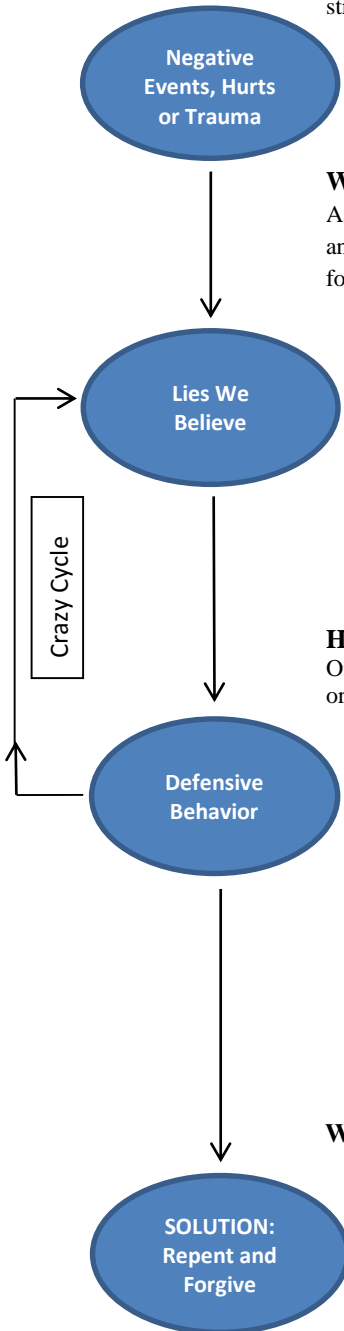 Negative
Events, Hurts
or Trauma
Lies We
Believe
Crazy Cycle
Defensive
Behavior
SOLUTION:
Repent and
Forgive